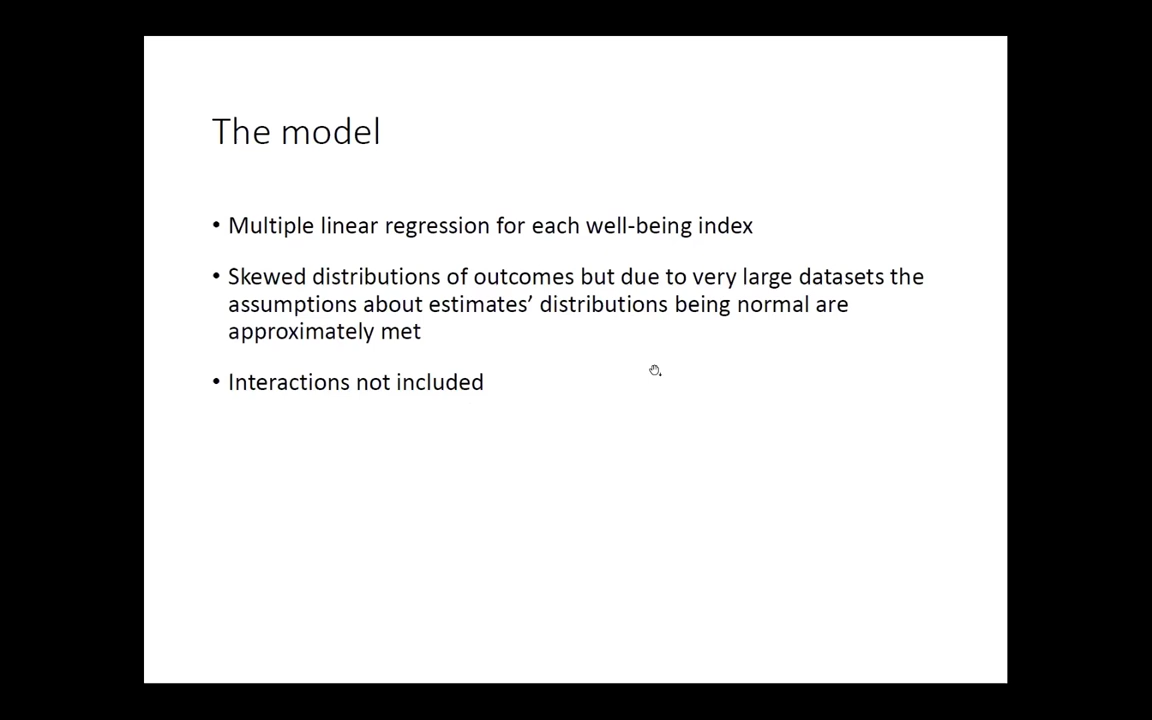 The model
• Multiple linear regression for each well-being index
• Skewed distributions of outcomes but due to very large datasets the
assumptions about estimates’ distributions being normal are
approximately met
• Interactions not included